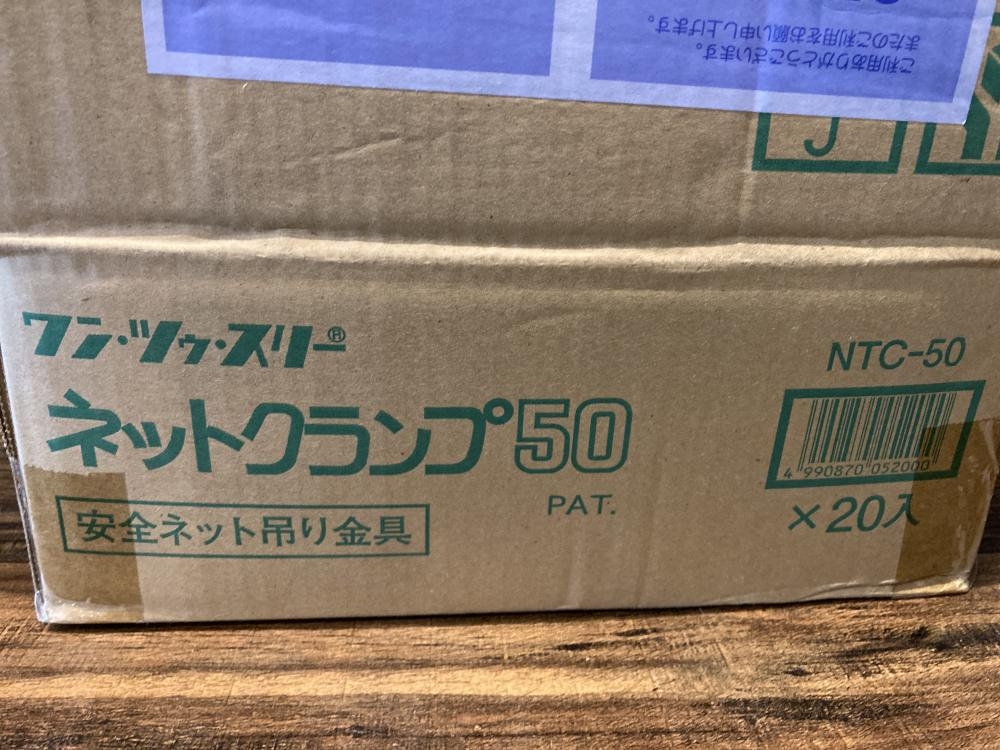 ご利用ありがとうございます。
またのご利用をお願い申し上げます。
J
ワン・ツゥ・スリー®
ネットクランプ50
PAT.
安全ネット吊り金具
NTC-50
4 990870 052000
×20入